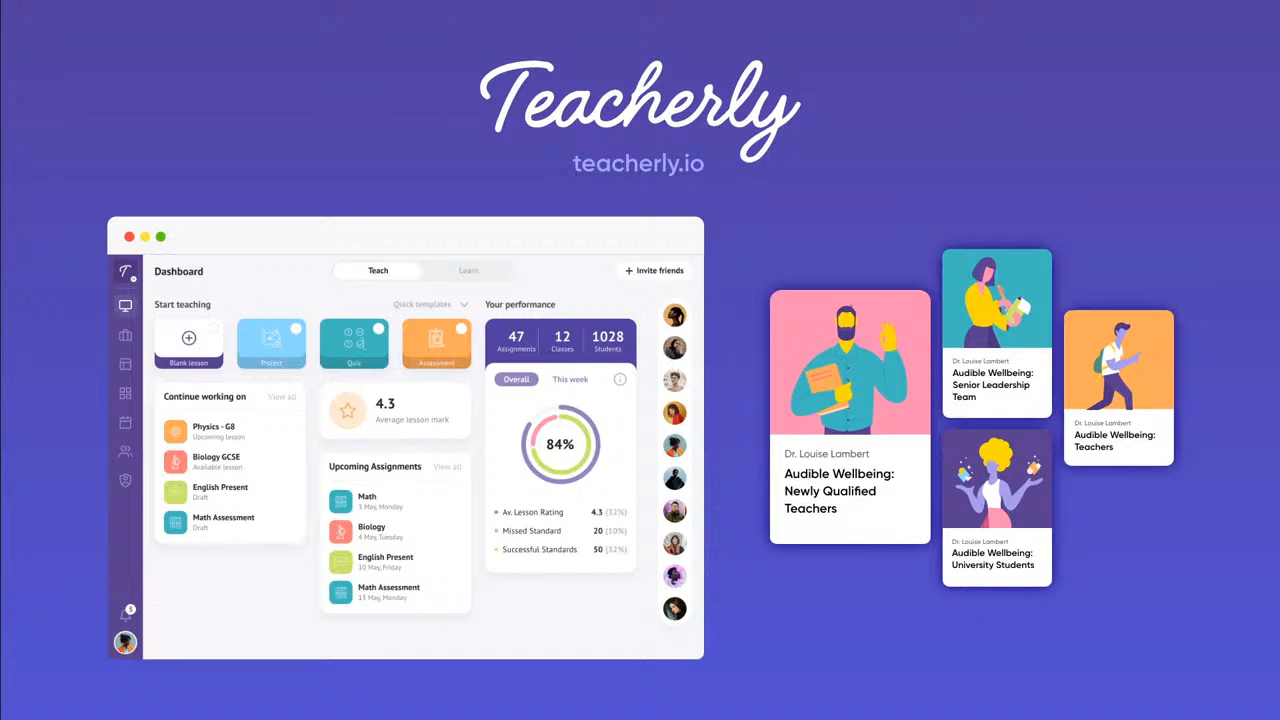 Teacherly
teacherly.io
Dashboard
Teach
Learn
+ Invite friends
Start teaching
Quick templates
Blank lesson
Project
Quiz
Assessment
Continue working on
View all
Physics - G8
Upcoming lesson
Biology GCSE
Available lesson
English Present
Draft
Math Assessment
Draft
4.3
Average lesson mark
Upcoming Assignments
View all
Math
3 May, Monday
Biology
4 May, Tuesday
English Present
10 May, Friday
Math Assessment
13 May, Monday
Your performance
47
Assignments
12
Classes
1028
Students
Overall
This week
84%
Av. Lesson Rating 4.3 (32%)
Missed Standard 20 (10%)
Successful Standards 50 (32%)
5
Dr. Louise Lambert
Audible Wellbeing:
Newly Qualified
Teachers
Dr. Louise Lambert
Audible Wellbeing:
Senior Leadership
Team
Dr. Louise Lambert
Audible Wellbeing:
University Students
Dr. Louise Lambert
Audible Wellbeing:
Teachers